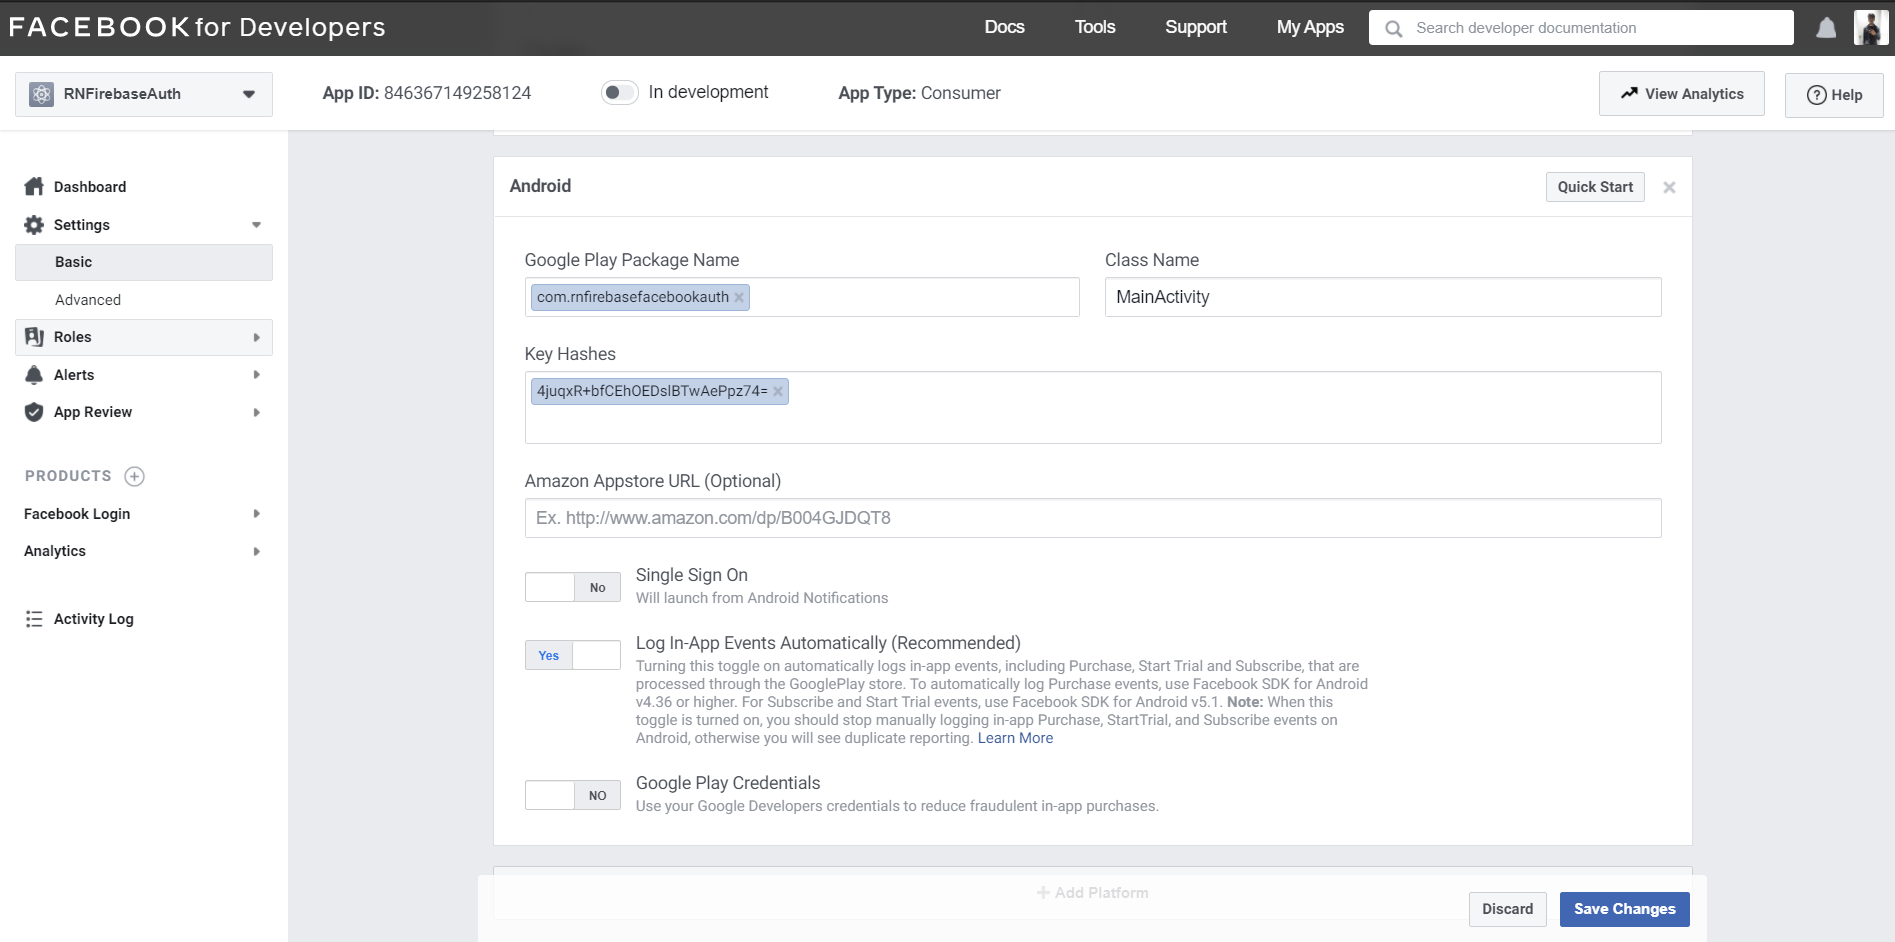 FACEBOOK for Developers
Docs
Tools
Support
My Apps
Search developer documentation
RNFirebaseAuth
App ID: 846367149258124
In development
App Type: Consumer
View Analytics
Help
Dashboard
Settings
Basic
Advanced
Roles
Alerts
App Review
PRODUCTS
Facebook Login
Analytics
Activity Log
Android
Quick Start
Google Play Package Name
com.rnfirebasefacebookauth
Class Name
MainActivity
Key Hashes
4juqxR+bfCEhOEDslBTwAePpz74=
Amazon Appstore URL (Optional)
Ex. http://www.amazon.com/dp/B004GJDQT8
No
Single Sign On
Will launch from Android Notifications
Yes
Log In-App Events Automatically (Recommended)
Turning this toggle on automatically logs in-app events, including Purchase, Start Trial and Subscribe, that are
processed through the GooglePlay store. To automatically log Purchase events, use Facebook SDK for Android
v4.36 or higher. For Subscribe and Start Trial events, use Facebook SDK for Android v5.1. Note: When this
toggle is turned on, you should stop manually logging in-app Purchase, StartTrial, and Subscribe events on
Android, otherwise you will see duplicate reporting. Learn More
NO
Google Play Credentials
Use your Google Developers credentials to reduce fraudulent in-app purchases.
+ Add Platform
Discard
Save Changes